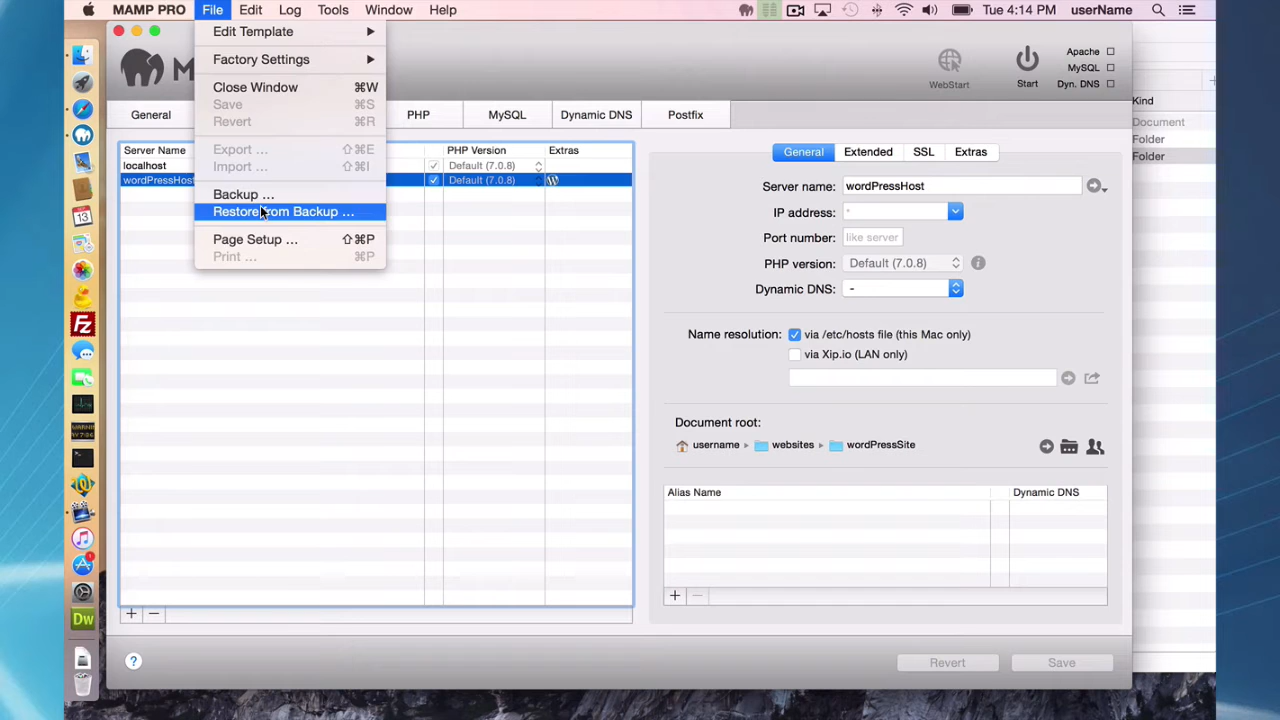 MAMP PRO File Edit Log Tools Window Help Tue 4:14 PM userName
Edit Template
Factory Settings
Close Window ⌘W
Save ⌘S
Revert ⌘R
Export ... ⇧⌘E
Import ... ⇧⌘I
Backup ...
Restore from Backup ...
Page Setup ... ⇧⌘P
Print ... ⌘P
M
WebStart
Start
Apache
MySQL
Dyn. DNS
General PHP MySQL Dynamic DNS Postfix
Server Name PHP Version Extras
localhost Default (7.0.8)
wordPressHost Default (7.0.8)
General Extended SSL Extras
Server name: wordPressHost
IP address: *
Port number: like server
PHP version: Default (7.0.8)
Dynamic DNS: -
Name resolution: via /etc/hosts file (this Mac only)
via Xip.io (LAN only)
Document root:
username websites wordPressSite
Alias Name Dynamic DNS
Revert Save
Kind
Document
Folder
Folder
13
Fz
Dw